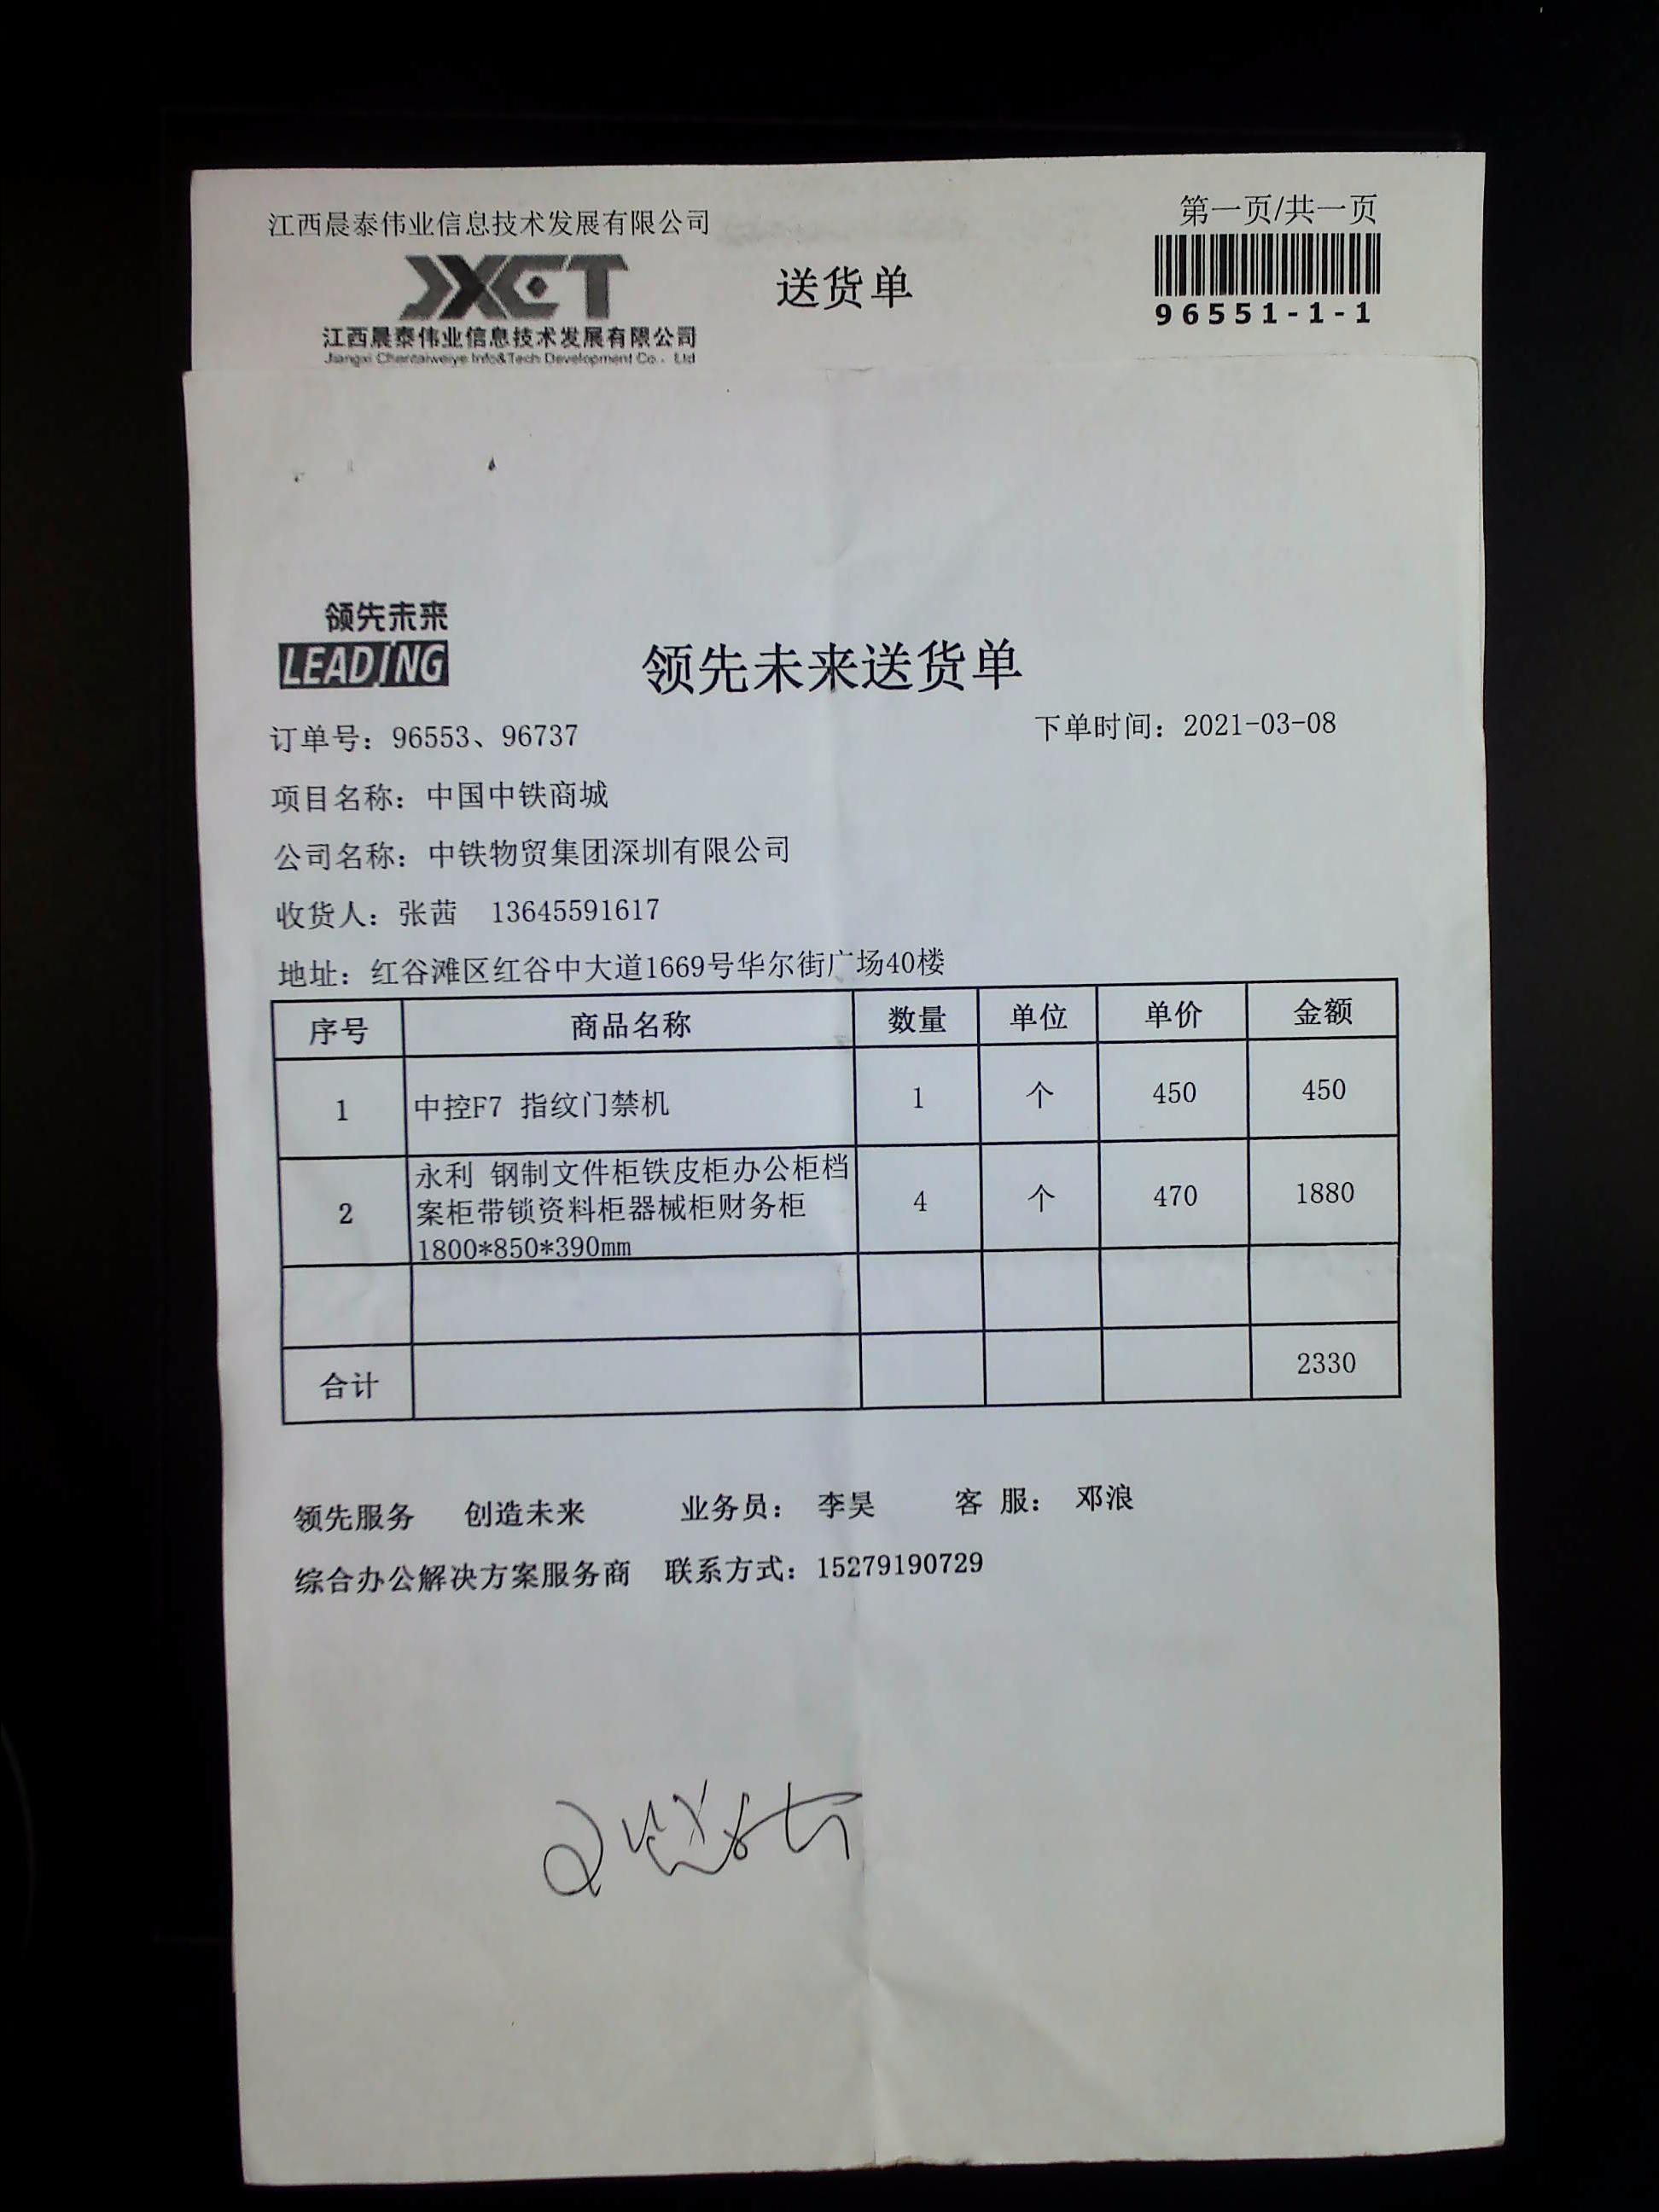 江西晨泰伟业信息技术发展有限公司
第一页/共一页
JXCT
送货单
96551-1-1
江西晨泰伟业信息技术发展有限公司
Jiangxi Chentaiweiye Info&Tech Development Co., Ltd
领先未来
LEADING
领先未来送货单
订单号：96553、96737 下单时间：2021-03-08
项目名称：中国中铁商城
公司名称：中铁物贸集团深圳有限公司
收货人：张茜 13645591617
地址：红谷滩区红谷中大道1669号华尔街广场40楼
序号 商品名称 数量 单位 单价 金额
1 中控F7 指纹门禁机 1 个 450 450
2 永利 钢制文件柜铁皮柜办公柜档
案柜带锁资料柜器械柜财务柜 4 个 470 1880
1800*850*390mm
合计 2330
领先服务 创造未来 业务员： 李昊 客 服： 邓浪
综合办公解决方案服务商 联系方式：15279190729